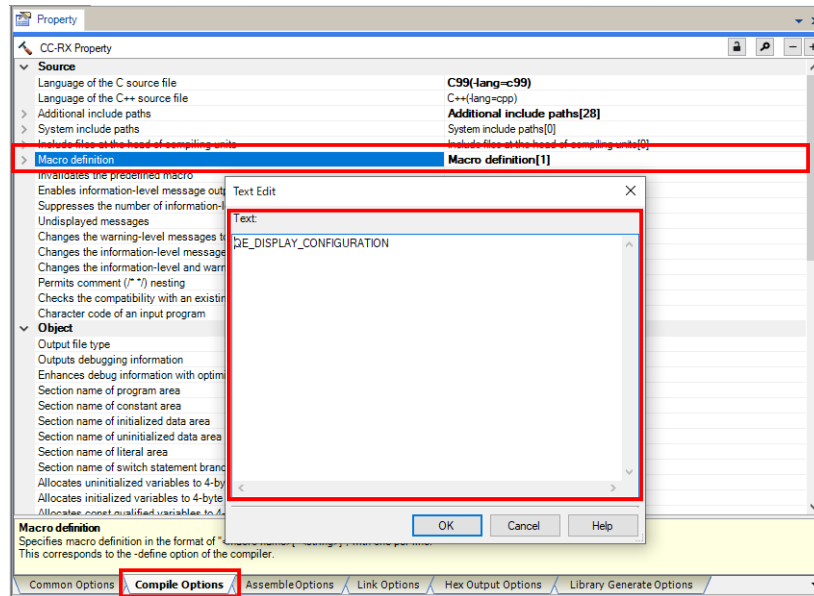 Property
CC-RX Property
Source
Language of the C source file C99(-lang=c99)
Language of the C++ source file C++(-lang=cpp)
Additional include paths Additional include paths[28]
System include paths System include paths[0]
Include files at the head of compiling units Include files at the head of compiling units[0]
Macro definition Macro definition[1]
Invalidates the predefined macro
Enables information-level message
Suppresses the number of
Undisplayed messages
Changes the warning-level messages
Changes the information-level message
Changes the information-level and
Permits comment (/* */) nesting
Checks the compatibility with an
Character code of an input program
Object
Output file type
Outputs debugging information
Enhances debug information with
Section name of program area
Section name of constant area
Section name of initialized data area
Section name of uninitialized data area
Section name of literal area
Section name of switch statement
Allocates uninitialized variables to
Allocates initialized variables to 4-byte
Allocates const qualified variables to
Text Edit
Text:
QE_DISPLAY_CONFIGURATION
OK Cancel Help
Macro definition
Specifies macro definition in the format of
This corresponds to the -define option of the compiler.
Common Options Compile Options AssembleOptions Link Options Hex Output Options Library Generate Options